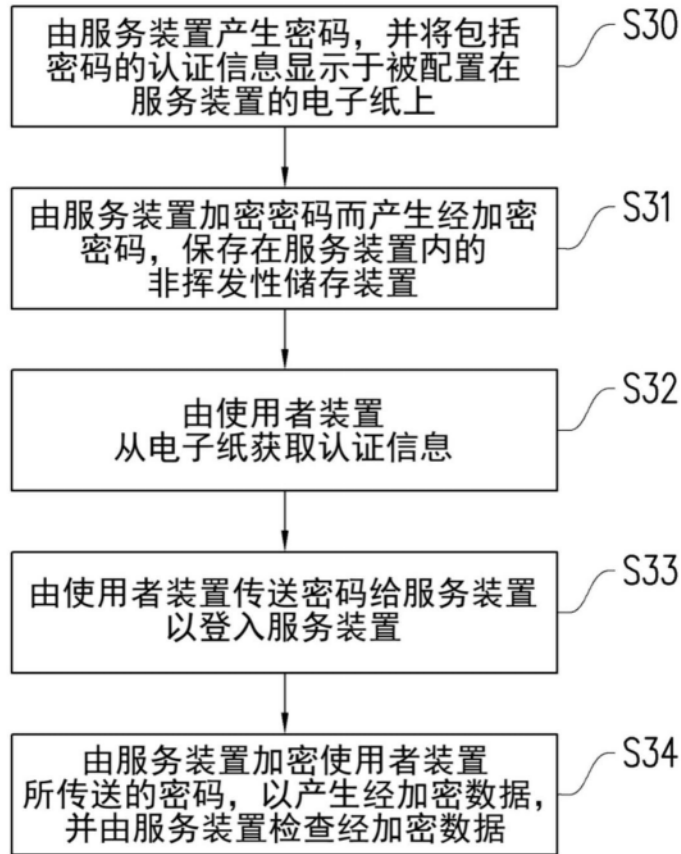 由服务装置产生密码，并将包括
密码的认证信息显示于被配置在
服务装置的电子纸上
S30
由服务装置加密密码而产生经加密
密码，保存在服务装置内的
非挥发性储存装置
S31
由使用者装置
从电子纸获取认证信息
S32
由使用者装置传送密码给服务装置
以登入服务装置
S33
由服务装置加密使用者装置
所传送的密码，以产生经加密数据，
并由服务装置检查经加密数据
S34